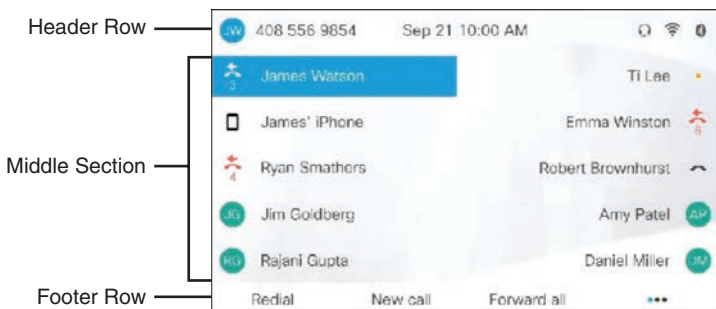 Header Row
JW 408 556 9854 Sep 21 10:00 AM
3 James Watson Ti Lee
James' iPhone Emma Winston 6
Middle Section
4 Ryan Smathers Robert Brownhurst
JG Jim Goldberg Amy Patel AP
RG Rajani Gupta Daniel Miller DM
Footer Row
Redial New call Forward all